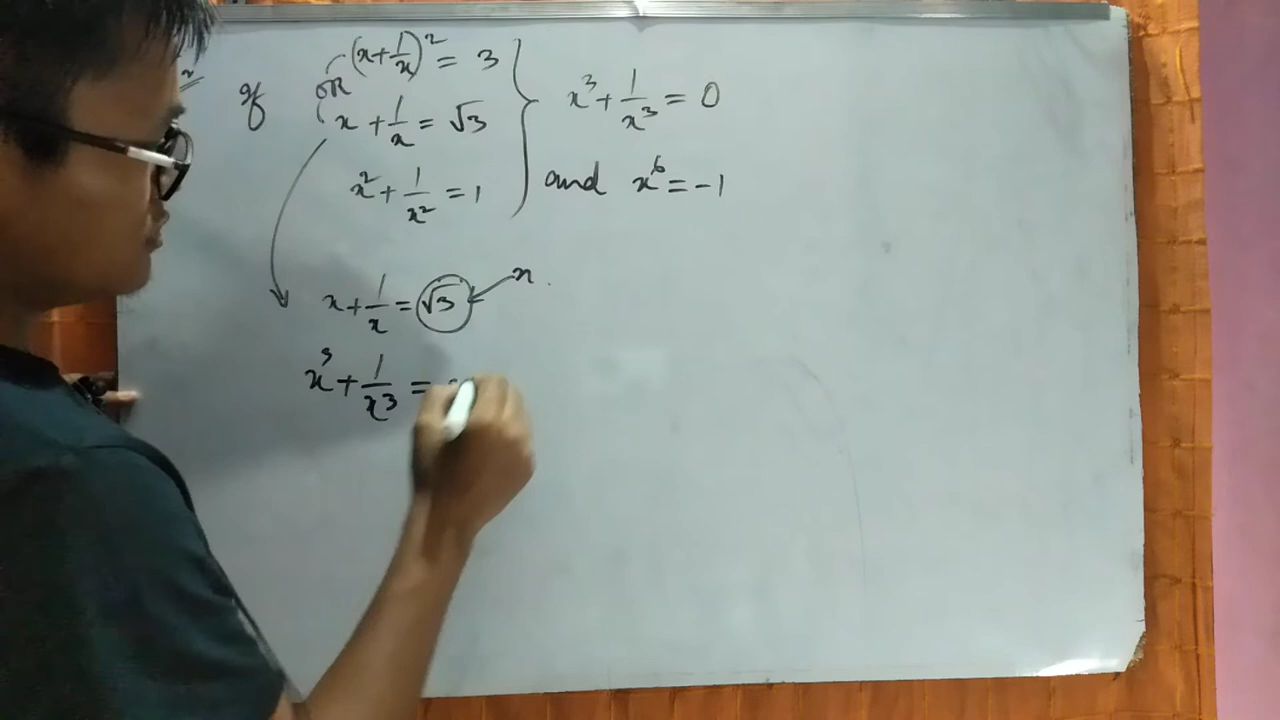 (x+1/x)² = 3
If OR
x + 1/x = √3
x² + 1/x² = 1
x³ + 1/x³ = 0
and x⁶ = -1
x + 1/x = √3 n
x³ + 1/x³ =